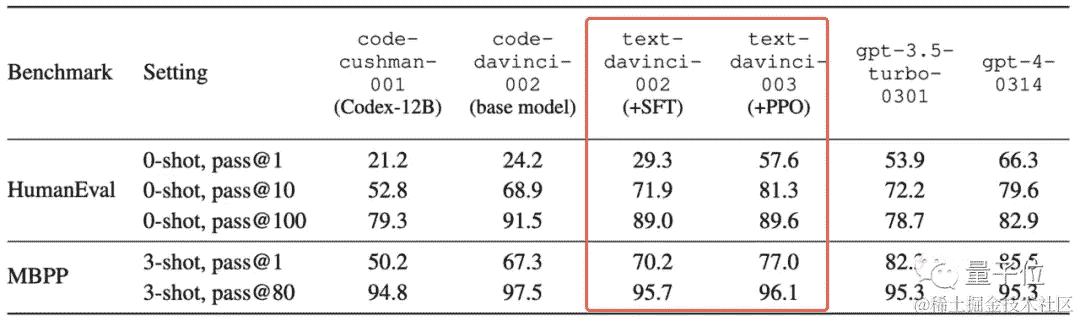 code- code- text- text- gpt-3.5-
Benchmark Setting cushman- davinci- davinci- davinci- turbo- gpt-4-
001 002 002 003 0301 0314
(Codex-12B) (base model) (+SFT) (+PPO)
0-shot, pass@1 21.2 24.2 29.3 57.6 53.9 66.3
HumanEval 0-shot, pass@10 52.8 68.9 71.9 81.3 72.2 79.6
0-shot, pass@100 79.3 91.5 89.0 89.6 78.7 82.9
MBPP 3-shot, pass@1 50.2 67.3 70.2 77.0
3-shot, pass@80 94.8 97.5 95.7 96.1 95.3 95.3
量子位
@稀土掘金技术社区